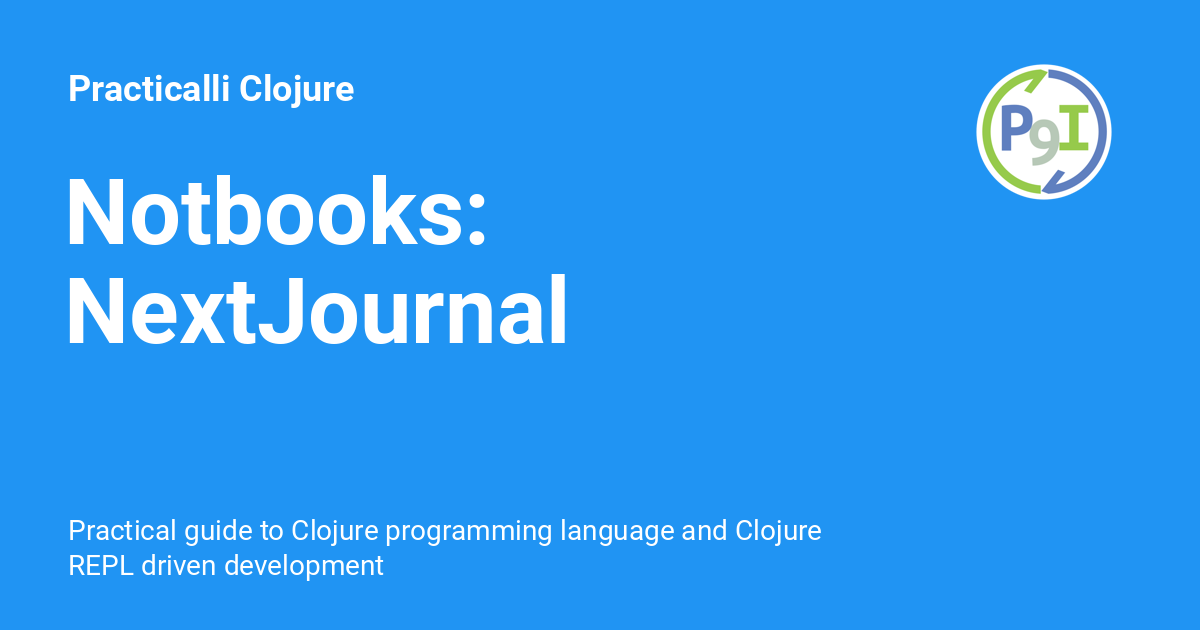 Practicalli Clojure
P9I
Notbooks:
NextJournal
Practical guide to Clojure programming language and Clojure
REPL driven development